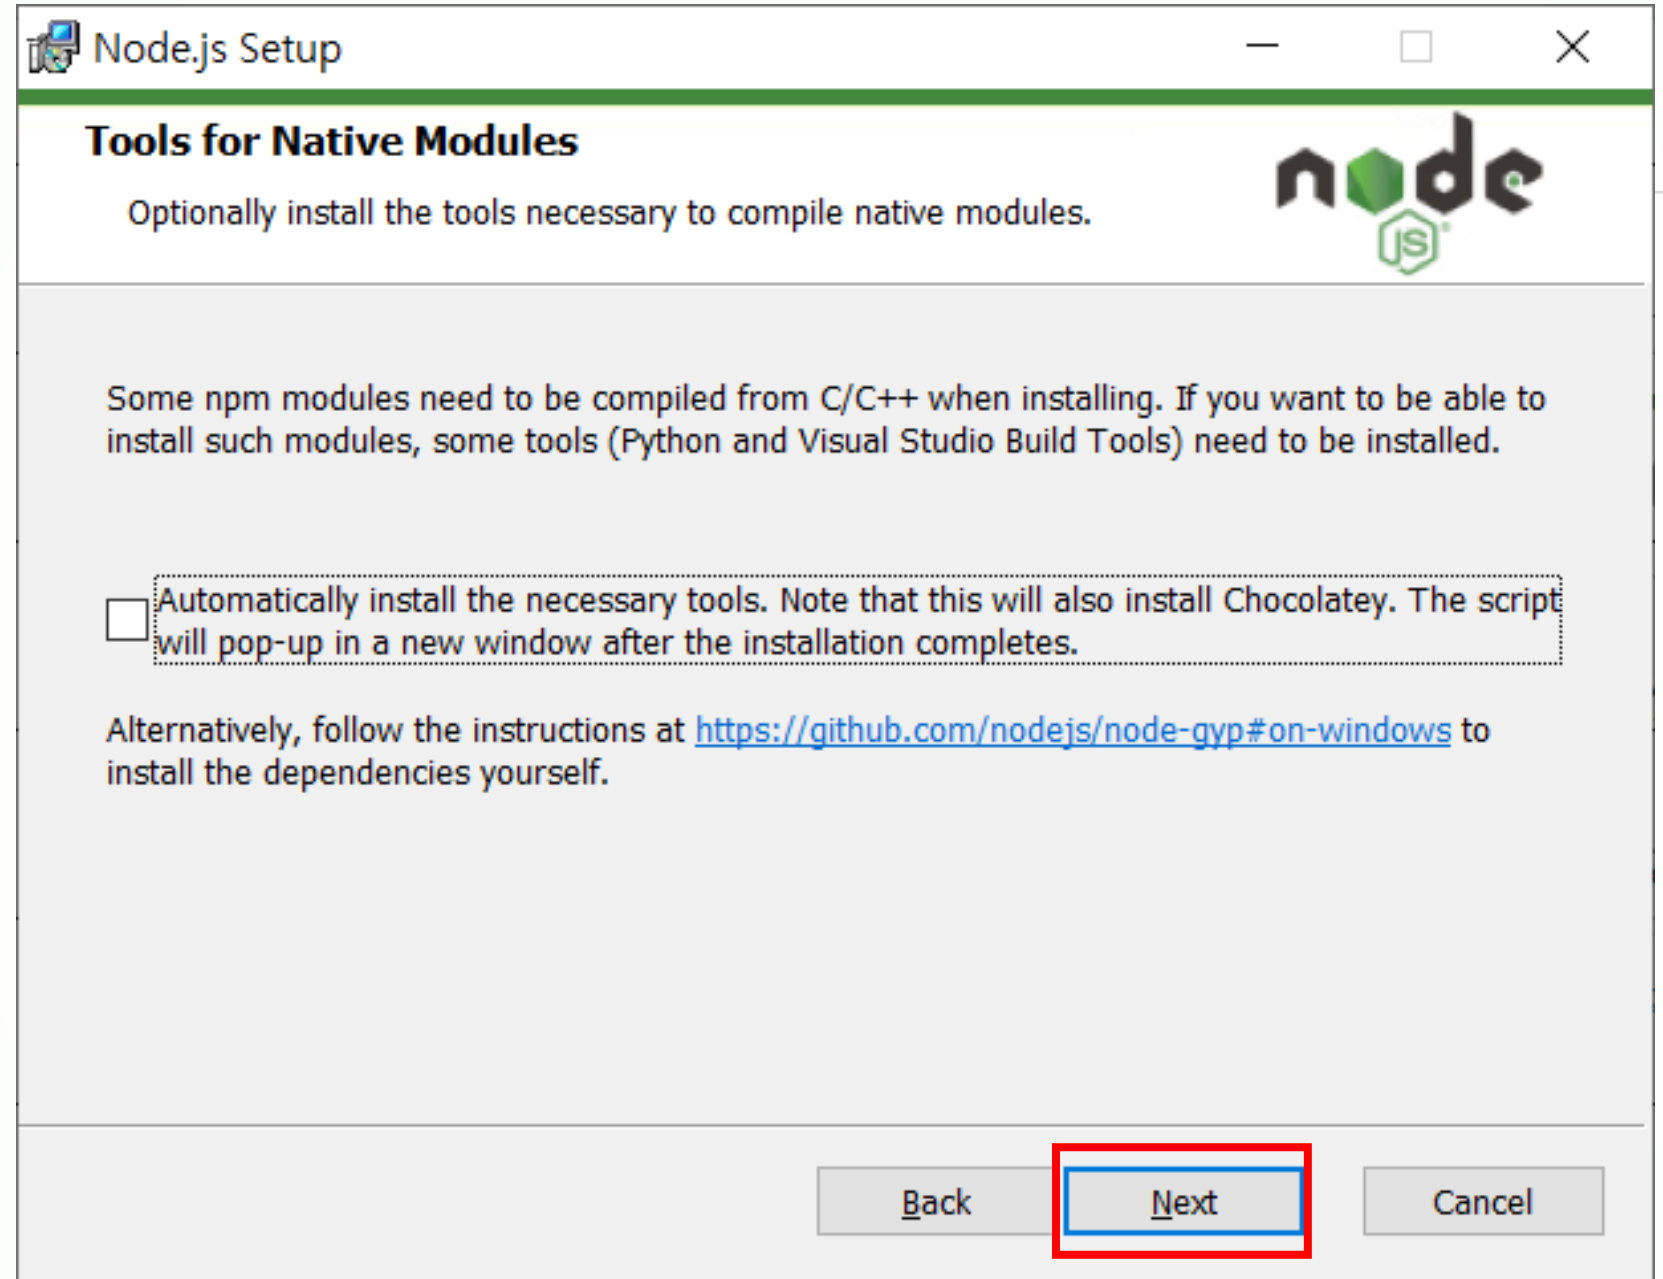 Node.js Setup
Tools for Native Modules
Optionally install the tools necessary to compile native modules.
node
JS
Some npm modules need to be compiled from C/C++ when installing. If you want to be able to
install such modules, some tools (Python and Visual Studio Build Tools) need to be installed.
Automatically install the necessary tools. Note that this will also install Chocolatey. The script
will pop-up in a new window after the installation completes.
Alternatively, follow the instructions at https://github.com/nodejs/node-gyp#on-windows to
install the dependencies yourself.
Back Next Cancel